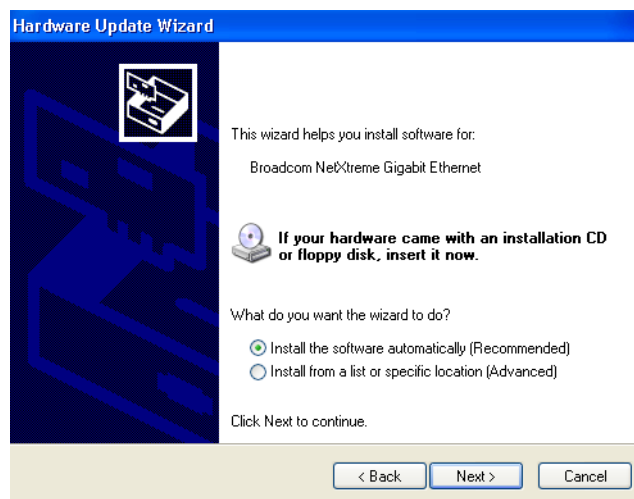 Hardware Update Wizard
This wizard helps you install software for:
Broadcom NetXtreme Gigabit Ethernet
If your hardware came with an installation CD
or floppy disk, insert it now.
What do you want the wizard to do?
Install the software automatically (Recommended)
Install from a list or specific location (Advanced)
Click Next to continue.
< Back Next > Cancel